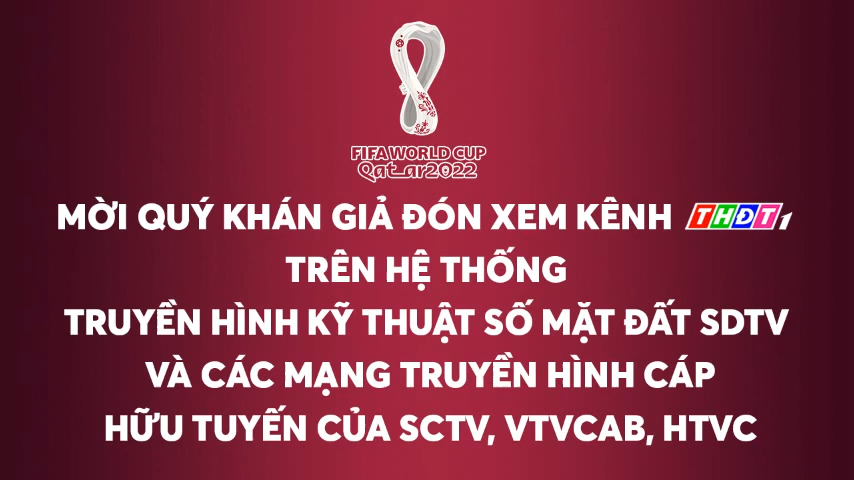 FIFA WORLD CUP
Qatar2022
MỜI QUÝ KHÁN GIẢ ĐÓN XEM KÊNH THĐT1
TRÊN HỆ THỐNG
TRUYỀN HÌNH KỸ THUẬT SỐ MẶT ĐẤT SDTV
VÀ CÁC MẠNG TRUYỀN HÌNH CÁP
HỮU TUYẾN CỦA SCTV, VTVCAB, HTVC